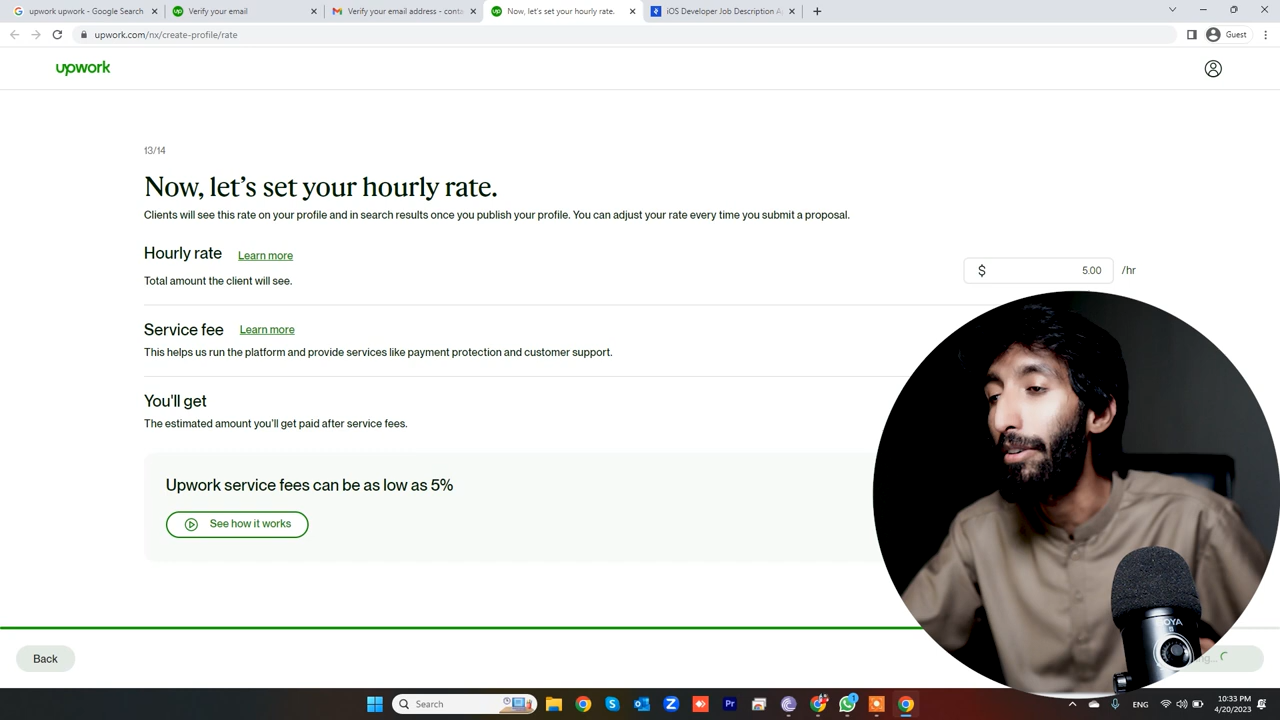 upwork upwork - Google Search
Verify your email
Verify your email address - conta
Now, let's set your hourly rate.
iOS Developer Job Description
upwork.com/nx/create-profile/rate
Guest
upwork
13/14
Now, let's set your hourly rate.
Clients will see this rate on your profile and in search results once you publish your profile. You can adjust your rate every time you submit a proposal.
Hourly rate Learn more
$ 5.00 /hr
Total amount the client will see.
Service fee Learn more
This helps us run the platform and provide services like payment protection and customer support.
You'll get
The estimated amount you'll get paid after service fees.
Upwork service fees can be as low as 5%
See how it works
BOYA
Back
Search
ENG
10:33 PM
4/20/2023